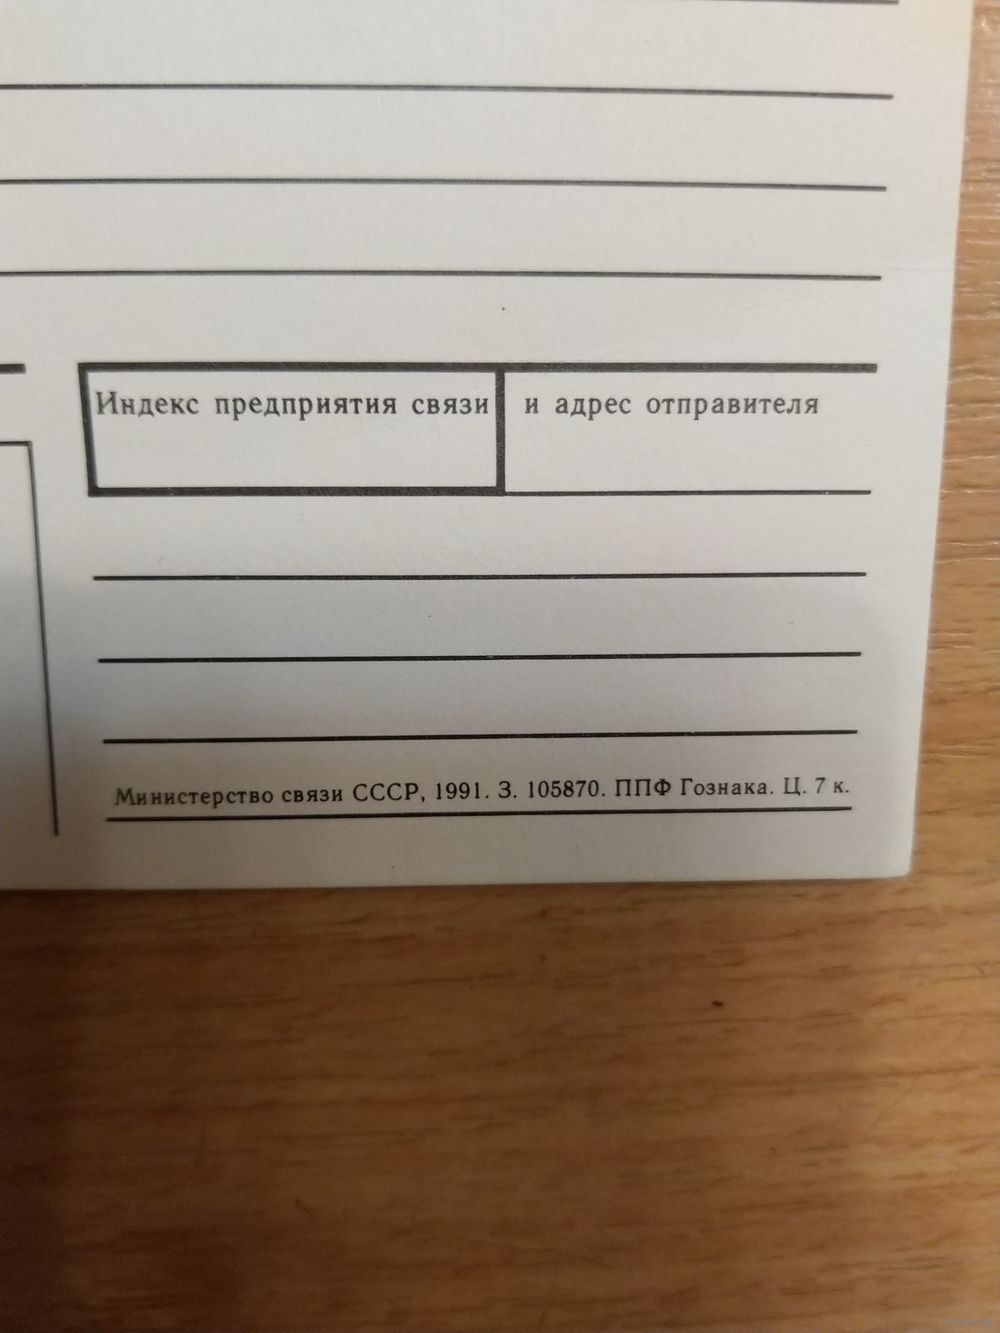 Индекс предприятия связи и адрес отправителя
Министерство связи СССР, 1991. З. 105870. ППФ Гознака. Ц. 7 к.